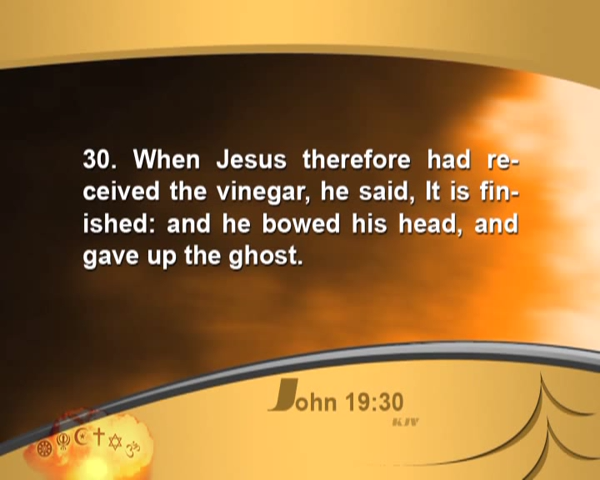 30. When Jesus therefore had re-
ceived the vinegar, he said, It is fin-
ished: and he bowed his head, and
gave up the ghost.
John 19:30
KJV